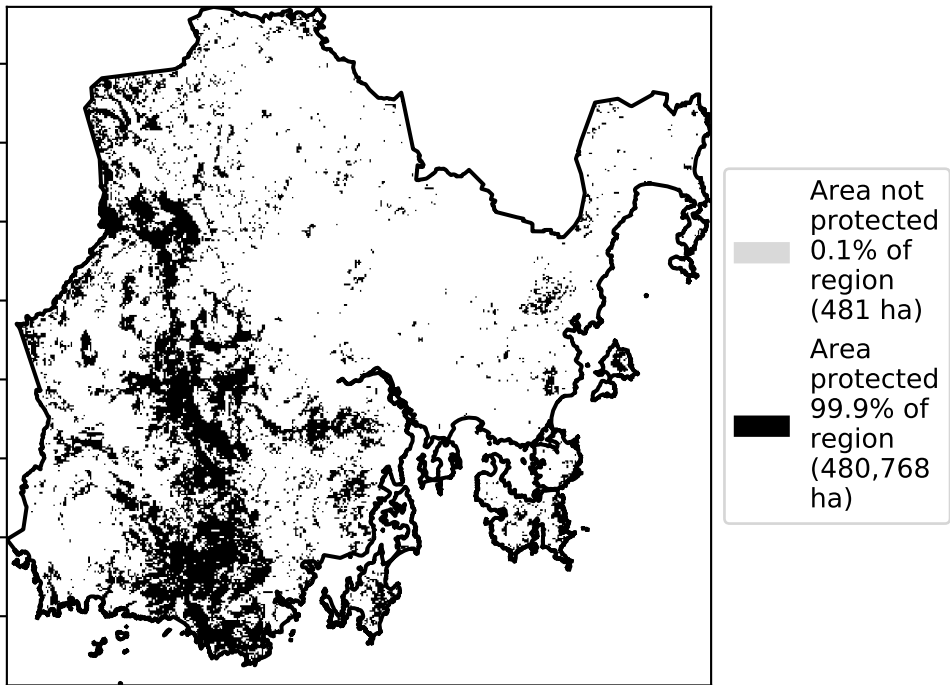 Area not
protected
0.1% of
region
(481 ha)
Area
protected
99.9% of
region
(480,768
ha)